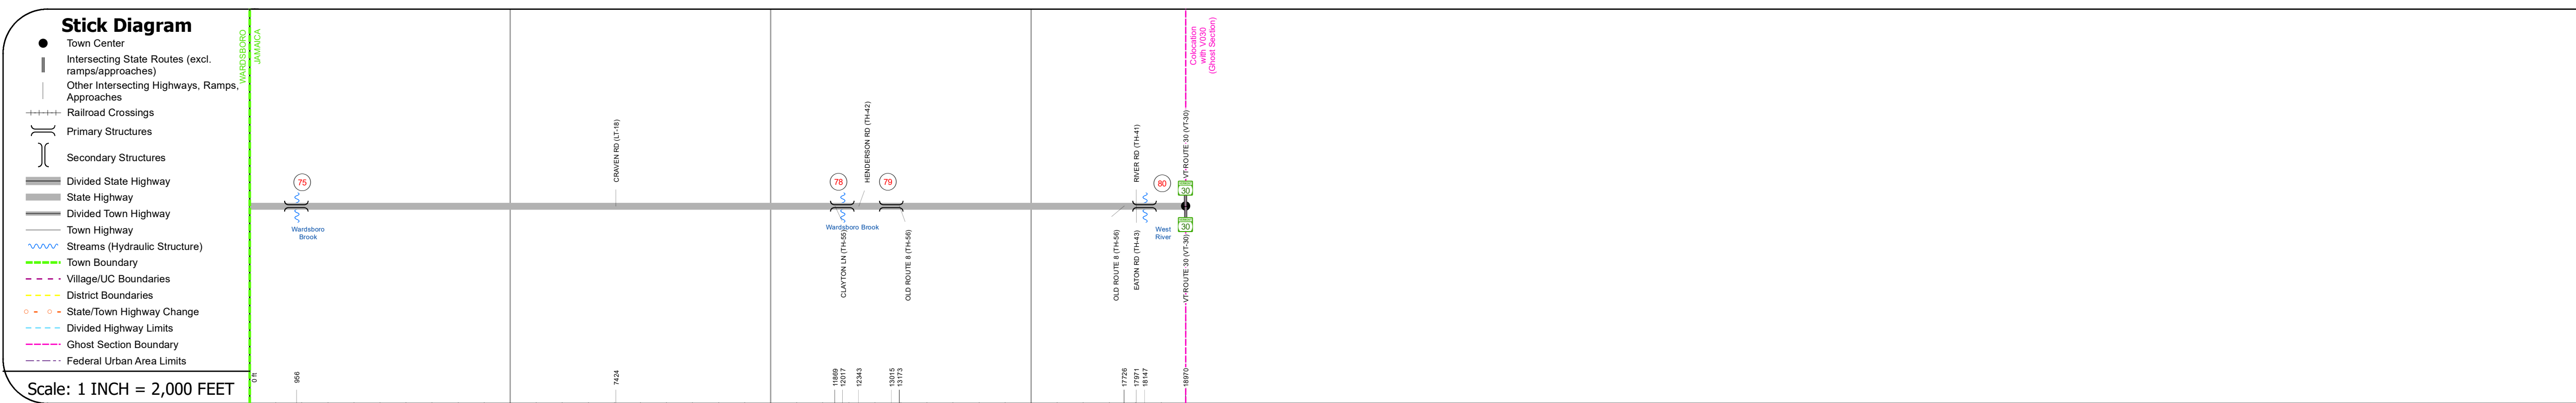 Stick Diagram
Town Center
Intersecting State Routes (excl.
ramps/approaches)
Other Intersecting Highways, Ramps,
Approaches
Railroad Crossings
Primary Structures
Secondary Structures
Divided State Highway
State Highway
Divided Town Highway
Town Highway
Streams (Hydraulic Structure)
Town Boundary
Village/UC Boundaries
District Boundaries
State/Town Highway Change
Divided Highway Limits
Ghost Section Boundary
Federal Urban Area Limits
Scale: 1 INCH = 2,000 FEET
WARDSBORO
JAMAICA
0 ft
75
Wardsboro
Brook
956
CRAVEN RD (LT-18)
7424
78
Wardsboro Brook
CLAYTON LN (TH-55)
HENDERSON RD (TH-42)
79
OLD ROUTE 8 (TH-56)
11869
12017
12343
13015
13173
OLD ROUTE 8 (TH-56)
RIVER RD (TH-41)
EATON RD (TH-43)
80
West
River
17726
17971
18147
Colocation
with V030
(Ghost Section)
VT-ROUTE 30 (VT-30)
30
30
VT-ROUTE 30 (VT-30)
18970